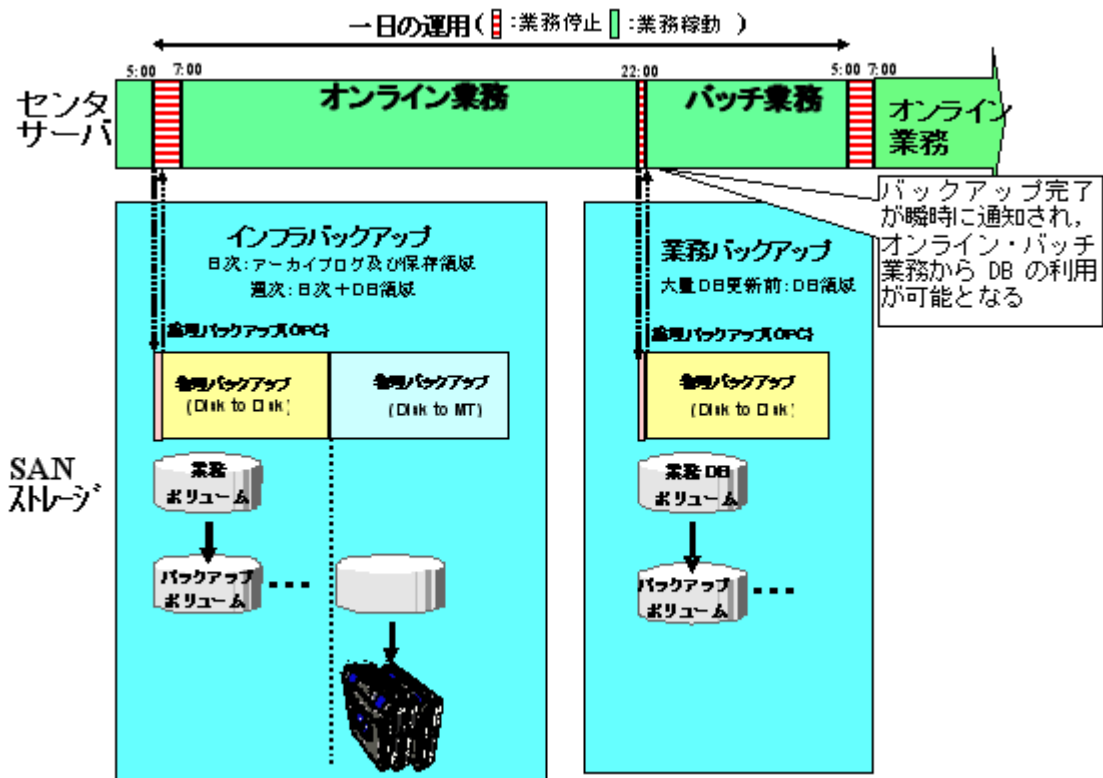 一日の運用( :業務停止 :業務稼動 )
5:00
7:00
22:00
5:00
7:00
センタ
サーバ
オンライン業務
バッチ業務
オンライン
業務
バックアップ完了
が瞬時に通知され,
オンライン・バッチ
業務から DB の利用
が可能となる
インフラバックアップ
日次:アーカイブログ及び保存領域
週次:日次+DB領域
論理バックアップ(OPC)
物理バックアップ
(Disk to Disk)
物理バックアップ
(Disk to MT)
業務バックアップ
大量DB更新前:DB領域
論理バックアップ(OPC)
物理バックアップ
(Disk to Disk)
SAN
ストレージ
業務
ボリューム
バックアップ
ボリューム
業務 DB
ボリューム
バックアップ
ボリューム